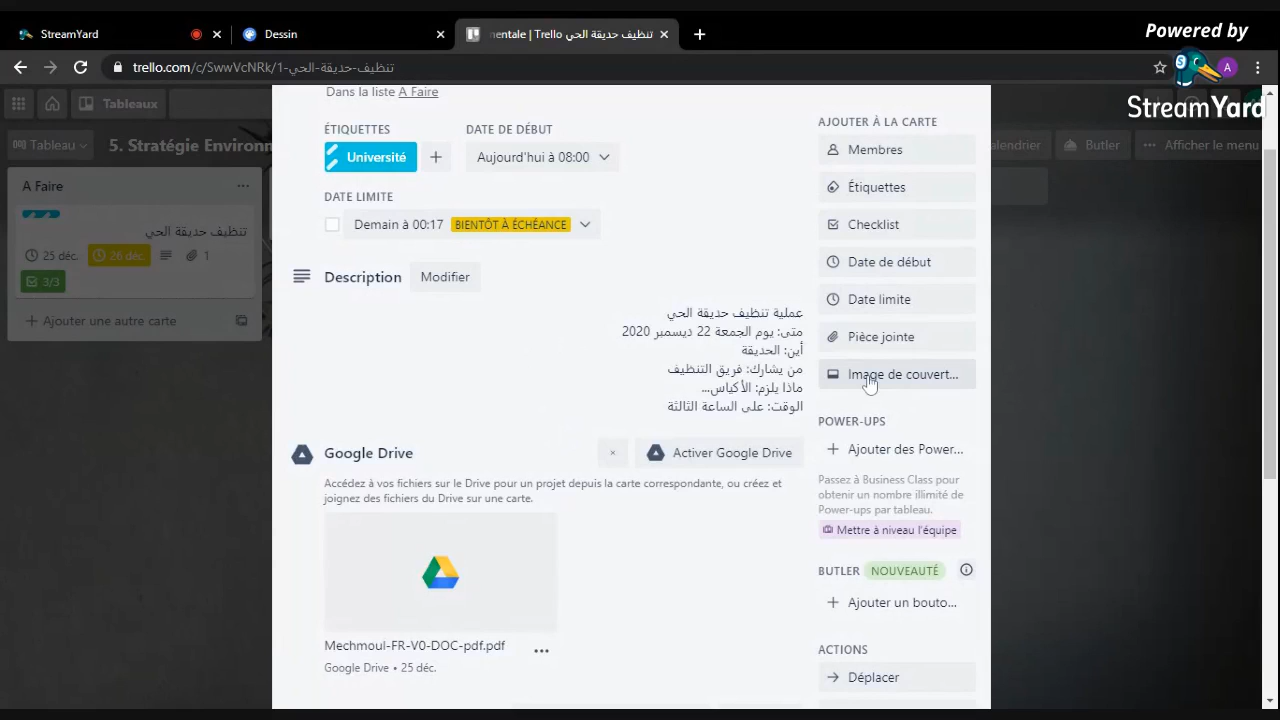 StreamYard
Dessin
mentale | Trello تنظيف حديقة الحي
Powered by
trello.com/c/SwwVcNRk/1-تنظيف-حديقة-الحي
A
StreamYard
Tableaux
Tableau
5. Stratégie Environn
alendrier
Butler
Afficher le menu
A Faire
تنظيف حديقة الحي
25 déc.
26 déc.
1
3/3
Ajouter une autre carte
Dans la liste A Faire
ÉTIQUETTES
DATE DE DÉBUT
Université
Aujourd'hui à 08:00
DATE LIMITE
Demain à 00:17 BIENTÔT À ÉCHÉANCE
Description
Modifier
عملية تنظيف حديقة الحي
متى: يوم الجمعة 22 ديسمبر 2020
أين: الحديقة
من يشارك: فريق التنظيف
ماذا يلزم: الأكياس...
الوقت: على الساعة الثالثة
Google Drive
Activer Google Drive
Accédez à vos fichiers sur le Drive pour un projet depuis la carte correspondante, ou créez et
joignez des fichiers du Drive sur une carte.
Mechmoul-FR-V0-DOC-pdf.pdf
Google Drive • 25 déc.
AJOUTER À LA CARTE
Membres
Étiquettes
Checklist
Date de début
Date limite
Pièce jointe
Image de couvert...
POWER-UPS
Ajouter des Power...
Passez à Business Class pour
obtenir un nombre illimité de
Power-ups par tableau.
Mettre à niveau l'équipe
BUTLER NOUVEAUTÉ
Ajouter un bouto...
ACTIONS
Déplacer